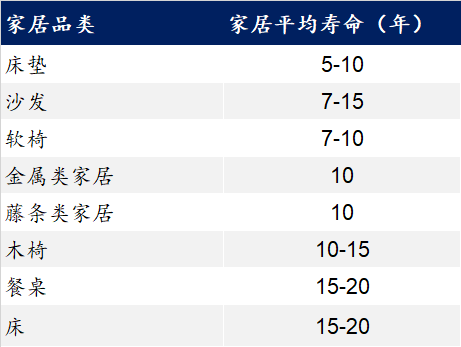 家居品类 家居平均寿命（年）
床垫 5-10
沙发 7-15
软椅 7-10
金属类家居 10
藤条类家居 10
木椅 10-15
餐桌 15-20
床 15-20